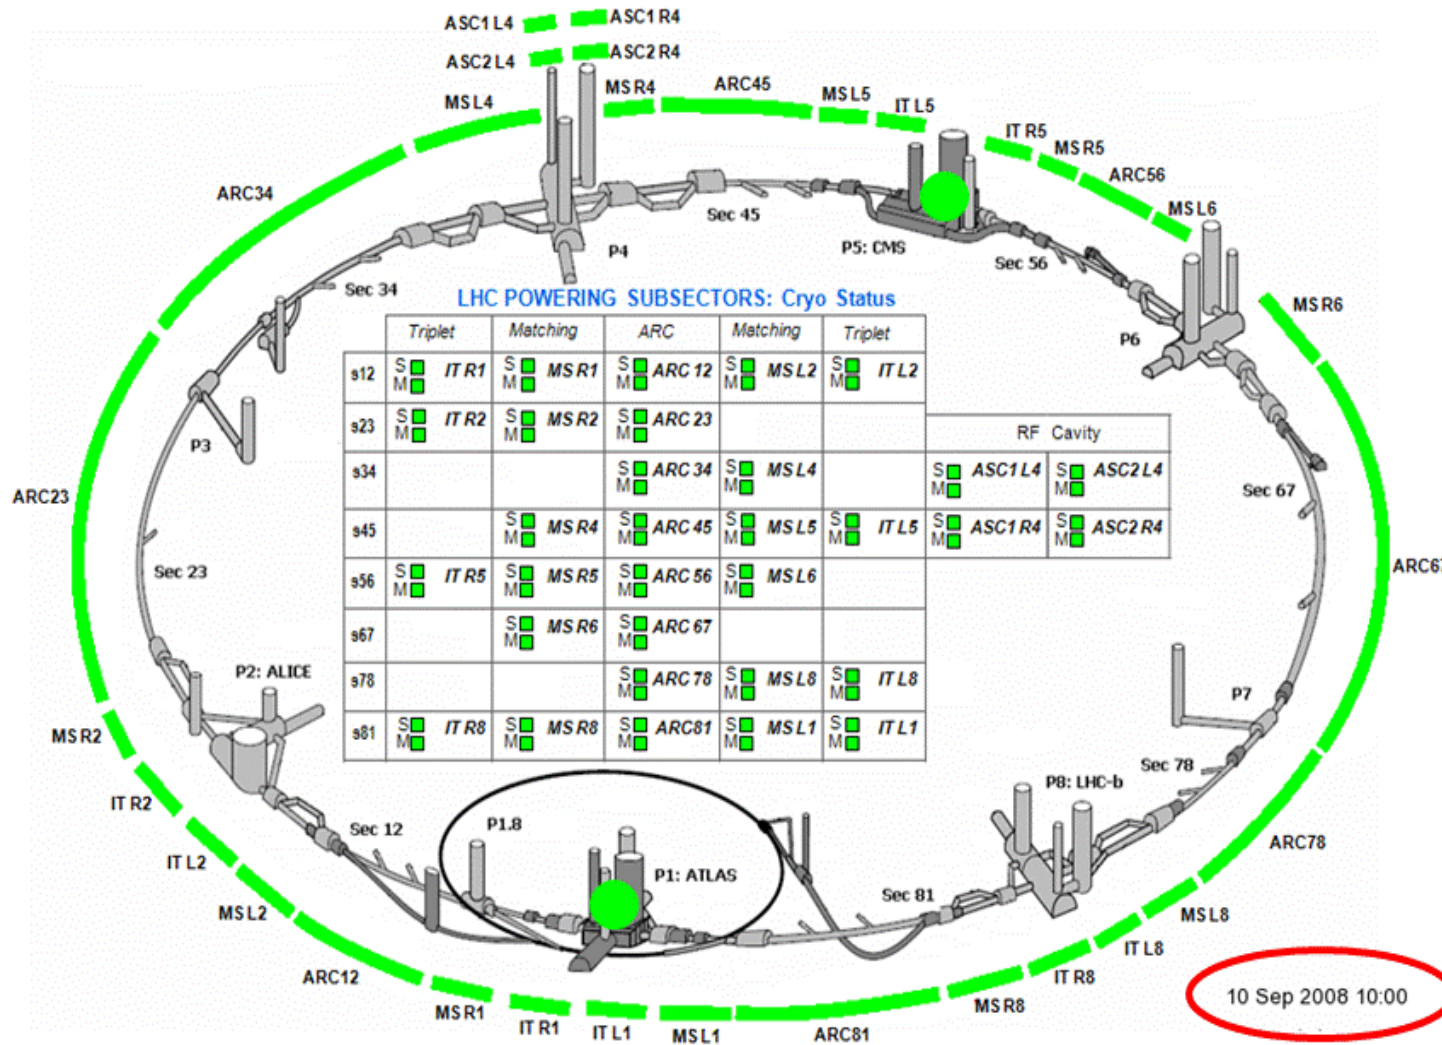 ASC1 L4
ASC1 R4
ASC2 L4
ASC2 R4
MS L4
MS R4
ARC45
MS L5
IT L5
IT R5
MS R5
ARC56
MS L6
MS R6
ARC34
Sec 45
P4
P5: CMS
Sec 56
P6
Sec 34
P3
ARC23
Sec 23
Sec 67
ARC67
LHC POWERING SUBSECTORS: Cryo Status
Triplet Matching ARC Matching Triplet
s12 S M IT R1 S M MS R1 S M ARC 12 S M MS L2 S M IT L2
s23 S M IT R2 S M MS R2 S M ARC 23
RF Cavity
s34 S M ARC 34 S M MS L4 S M ASC1 L4 S M ASC2 L4
s45 S M MS R4 S M ARC 45 S M MS L5 S M IT L5 S M ASC1 R4 S M ASC2 R4
s56 S M IT R5 S M MS R5 S M ARC 56 S M MS L6
s67 S M MS R6 S M ARC 67
s78 S M ARC 78 S M MS L8 S M IT L8
s81 S M IT R8 S M MS R8 S M ARC81 S M MS L1 S M IT L1
P2: ALICE
P7
MS R2
IT R2
IT L2
MS L2
Sec 12
P1.8
P1: ATLAS
Sec 81
P8: LHC-b
Sec 78
ARC78
MS L8
IT L8
IT R8
MS R8
ARC12
MS R1
IT R1
IT L1
MS L1
ARC81
10 Sep 2008 10:00